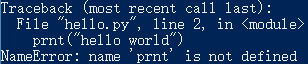 Traceback (most recent call last):
  File "hello.py", line 2, in <module>
    prnt("hello world")
NameError: name 'prnt' is not defined